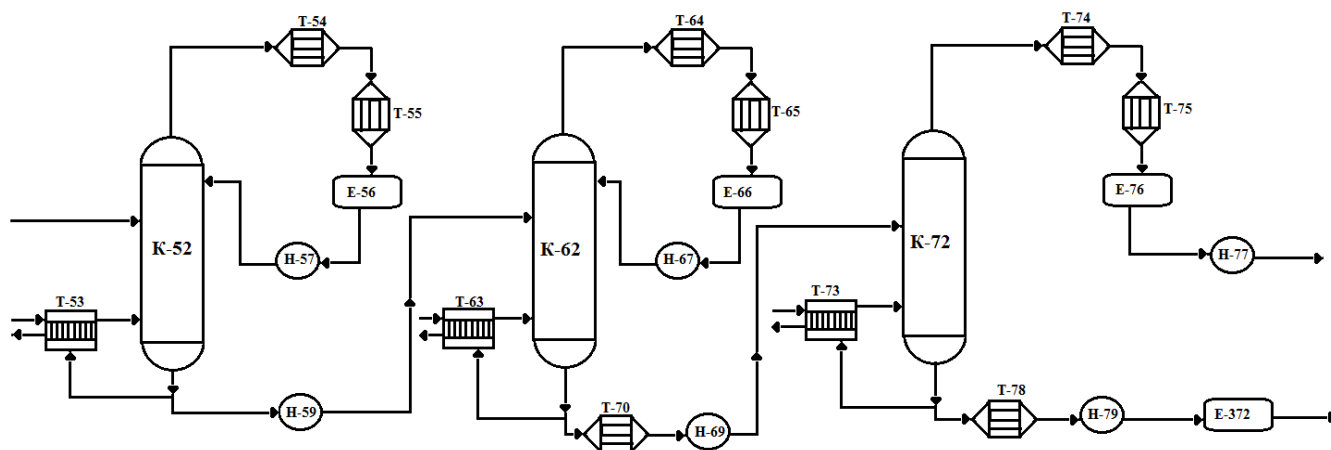 Т-54
Т-55
Е-56
К-52
Н-57
Т-53
Н-59
Т-64
Т-65
Е-66
К-62
Н-67
Т-63
Т-70
Н-69
Т-74
Т-75
Е-76
К-72
Н-77
Т-73
Т-78
Н-79
Е-372